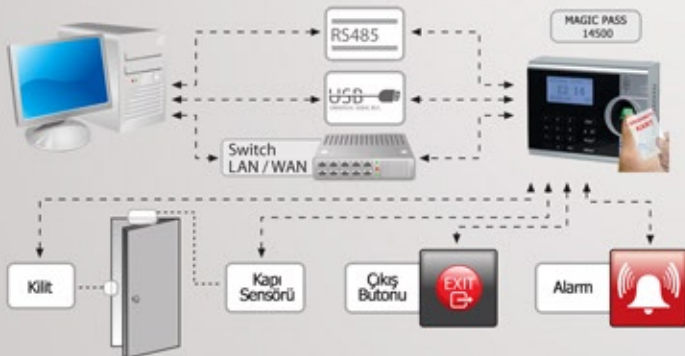 MAGIC PASS
14500
RS485
USB
Switch
LAN / WAN
Kilit
Kapı
Sensörü
Çıkış
Butonu
EXIT
Alarm